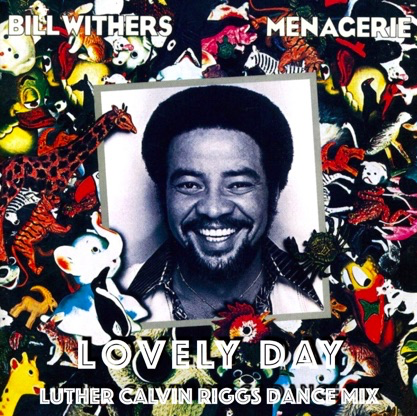 BILL WITHERS MENAGERIE
LOVELY DAY
LUTHER CALVIN RIGGS DANCE MIX